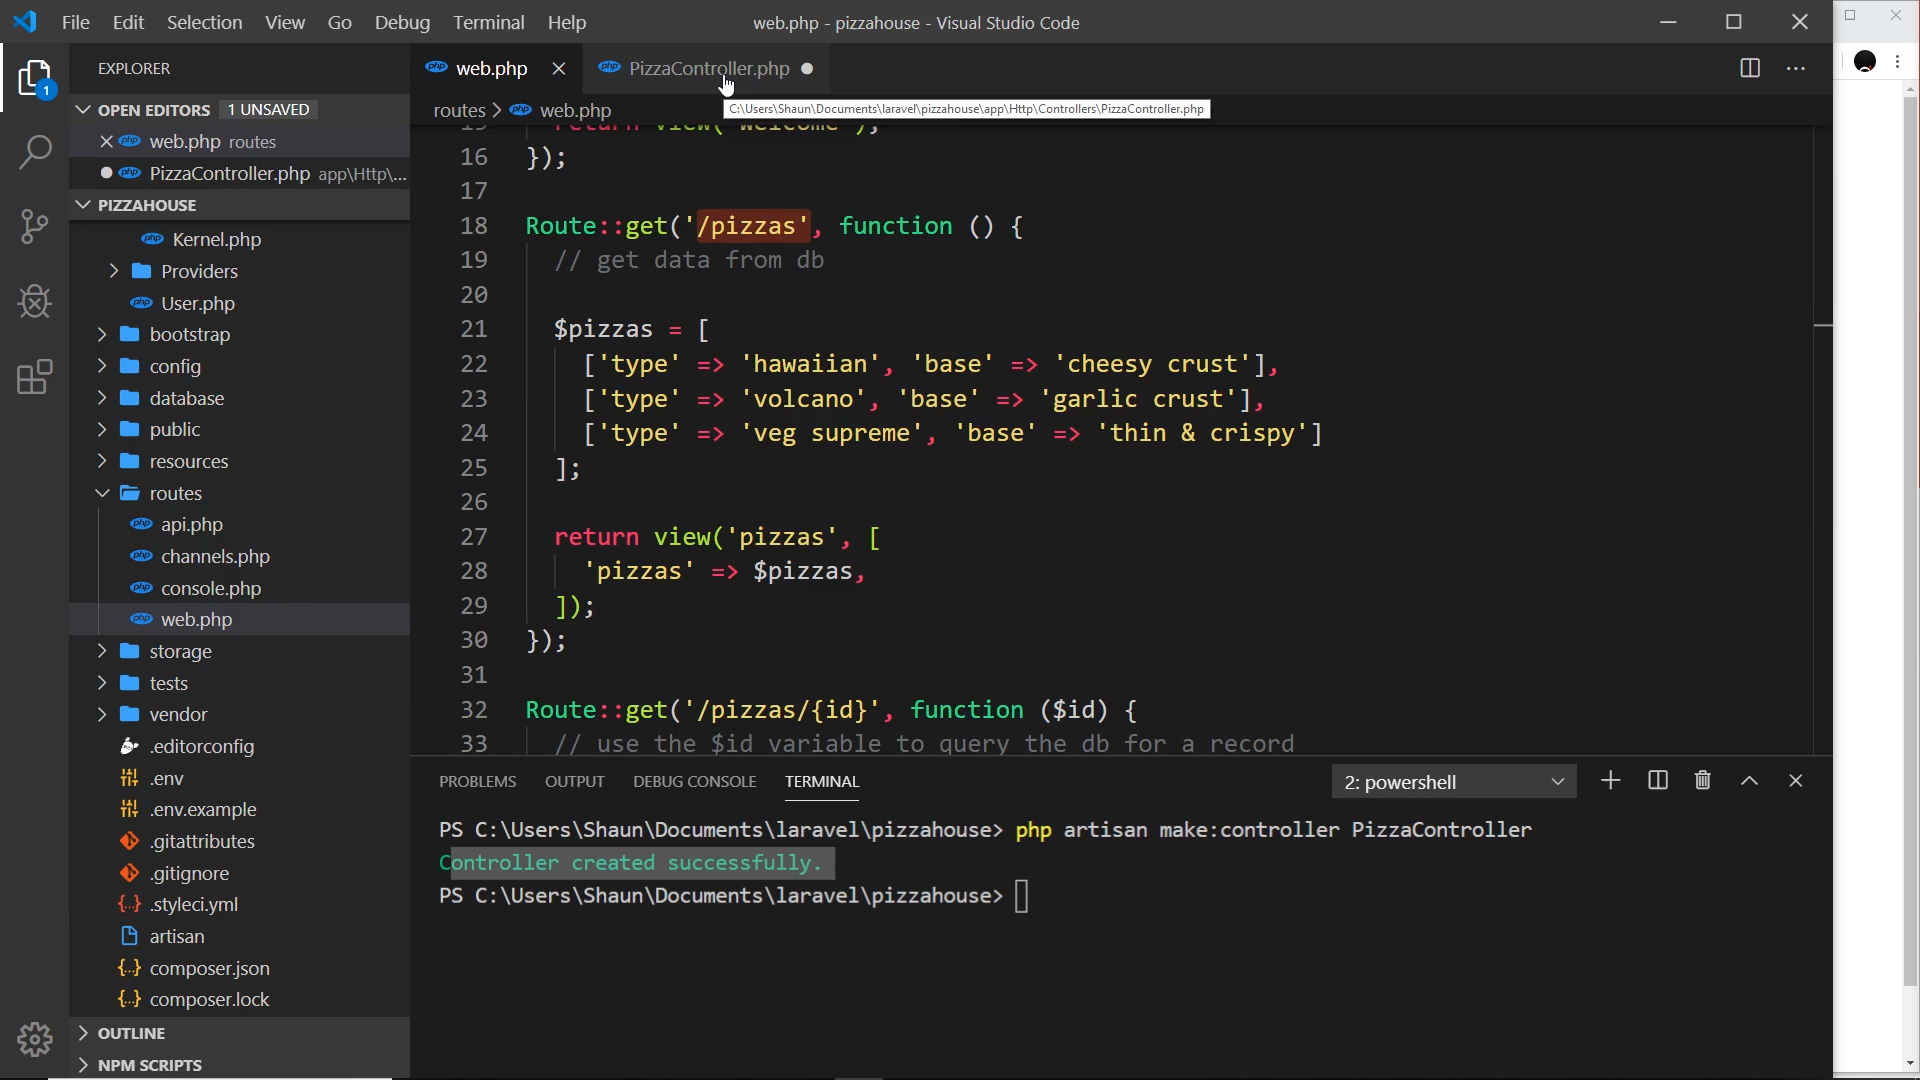 File Edit Selection View Go Debug Terminal Help
web.php - pizzahouse - Visual Studio Code
EXPLORER
1
OPEN EDITORS 1 UNSAVED
web.php routes
PizzaController.php app\Http\...
PIZZAHOUSE
Kernel.php
Providers
User.php
bootstrap
config
database
public
resources
routes
api.php
channels.php
console.php
web.php
storage
tests
vendor
.editorconfig
.env
.env.example
.gitattributes
.gitignore
.styleci.yml
artisan
composer.json
composer.lock
OUTLINE
NPM SCRIPTS
web.php PizzaController.php
routes > web.php
C:\Users\Shaun\Documents\laravel\pizzahouse\app\Http\Controllers\PizzaController.php
15 return view('welcome');
16 });
17
18 Route::get('/pizzas', function () {
19 // get data from db
20
21 $pizzas = [
22 ['type' => 'hawaiian', 'base' => 'cheesy crust'],
23 ['type' => 'volcano', 'base' => 'garlic crust'],
24 ['type' => 'veg supreme', 'base' => 'thin & crispy']
25 ];
26
27 return view('pizzas', [
28 'pizzas' => $pizzas,
29 ]);
30 });
31
32 Route::get('/pizzas/{id}', function ($id) {
33 // use the $id variable to query the db for a record
PROBLEMS OUTPUT DEBUG CONSOLE TERMINAL
2: powershell
PS C:\Users\Shaun\Documents\laravel\pizzahouse> php artisan make:controller PizzaController
Controller created successfully.
PS C:\Users\Shaun\Documents\laravel\pizzahouse>